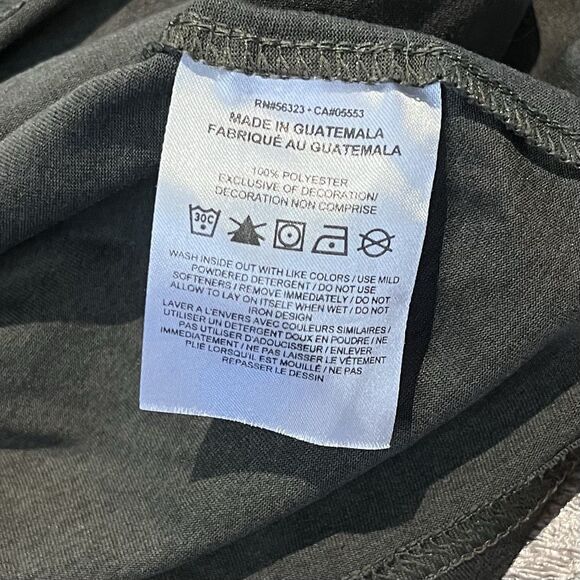 RN#56323 • CA#05553
MADE IN GUATEMALA
FABRIQUÉ AU GUATEMALA
100% POLYESTER
EXCLUSIVE OF DECORATION/
DECORATION NON COMPRISE
30C
WASH INSIDE OUT WITH LIKE COLORS / USE MILD
POWDERED DETERGENT / DO NOT USE
SOFTENERS / REMOVE IMMEDIATELY / DO NOT
ALLOW TO LAY ON ITSELF WHEN WET / DO NOT
IRON DESIGN
LAVER A L'ENVERS AVEC COULEURS SIMILAIRES /
UTILISER UN DETERGENT DOUX EN POUDRE / NE
PAS UTILISER D'ADOUCISSEUR / ENLEVER
IMMEDIATEMENT / NE PAS LAISSER LE VÊTEMENT
PLIÉ LORSQU'IL EST MOUILLÉ / NE PAS
REPASSER LE DESSIN